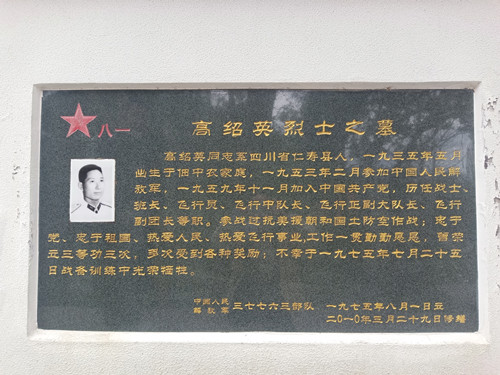 八一
高绍英烈士之墓
高绍英同志系四川省仁寿县人，一九三五年五月
出生于佃中农家庭，一九五三年二月参加中国人民解
放军，一九五九年十一月加入中国共产党，历任战士、
班长、飞行员、飞行中队长、飞行正副大队长、飞行
副团长等职。参战过抗美援朝和国土防空作战；忠于
党、忠于祖国、热爱人民、热爱飞行事业，工作一贯勤勤恳恳，曾荣
立三等功三次，多次受到各种奖励；不幸于一九七五年七月二十五
日战备训练中光荣牺牲。
中国人民
解放军
三七七六三部队 一九七五年八月一日立
二〇一〇年三月二十九日修缮